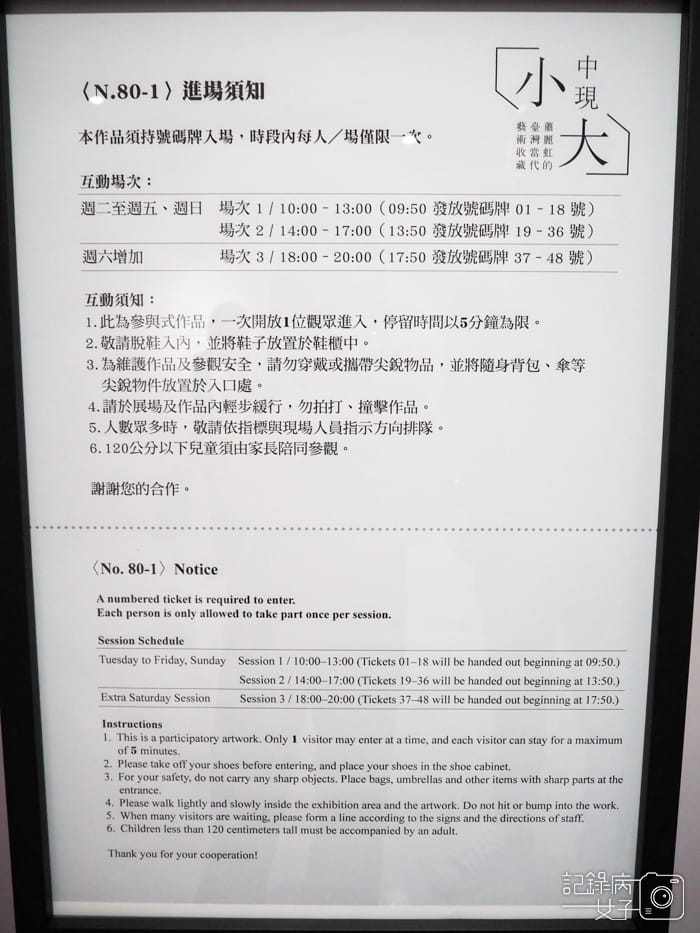 〈N.80-1〉進場須知
小中現大
蕭麗虹的
臺灣當代
藝術收藏
本作品須持號碼牌入場，時段內每人／場僅限一次。
互動場次：
週二至週五、週日 場次 1 / 10:00 - 13:00（09:50 發放號碼牌 01 - 18 號）
場次 2 / 14:00 - 17:00（13:50 發放號碼牌 19 - 36 號）
週六增加 場次 3 / 18:00 - 20:00（17:50 發放號碼牌 37 - 48 號）
互動須知：
1. 此為參與式作品，一次開放1位觀眾進入，停留時間以5分鐘為限。
2. 敬請脫鞋入內，並將鞋子放置於鞋櫃中。
3. 為維護作品及參觀安全，請勿穿戴或攜帶尖銳物品，並將隨身背包、傘等
尖銳物件放置於入口處。
4. 請於展場及作品內輕步緩行，勿拍打、撞擊作品。
5. 人數眾多時，敬請依指標與現場人員指示方向排隊。
6. 120公分以下兒童須由家長陪同參觀。
謝謝您的合作。
〈No. 80-1〉Notice
A numbered ticket is required to enter.
Each person is only allowed to take part once per session.
Session Schedule
Tuesday to Friday, Sunday Session 1 / 10:00–13:00 (Tickets 01–18 will be handed out beginning at 09:50.)
Session 2 / 14:00–17:00 (Tickets 19–36 will be handed out beginning at 13:50.)
Extra Saturday Session Session 3 / 18:00–20:00 (Tickets 37–48 will be handed out beginning at 17:50.)
Instructions
1. This is a participatory artwork. Only 1 visitor may enter at a time, and each visitor can stay for a maximum
of 5 minutes.
2. Please take off your shoes before entering, and place your shoes in the shoe cabinet.
3. For your safety, do not carry any sharp objects. Place bags, umbrellas and other items with sharp parts at the
entrance.
4. Please walk lightly and slowly inside the exhibition area and the artwork. Do not hit or bump into the work.
5. When many visitors are waiting, please form a line according to the signs and the directions of staff.
6. Children less than 120 centimeters tall must be accompanied by an adult.
Thank you for your cooperation!
記錄病
女子